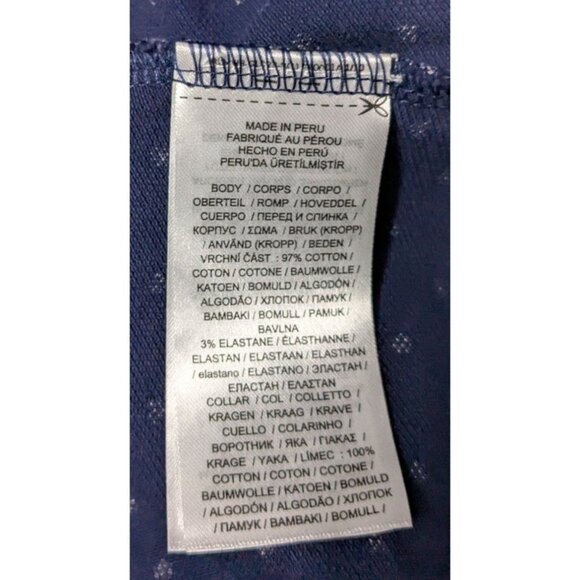 MADE IN PERU
FABRIQUÉ AU PÉROU
HECHO EN PERÚ
PERU'DA ÜRETİLMİŞTİR
BODY / CORPS / CORPO /
OBERTEIL / ROMP / HOVEDDEL /
CUERPO / ПЕРЕД И СПИНКА /
КОРПУС / ΣΩΜΑ / BRUK (KROPP)
/ ANVÄND (KROPP) / BEDEN /
VRCHNÍ ČÁST : 97% COTTON /
COTON / COTONE / BAUMWOLLE /
KATOEN / BOMULD / ALGODÓN /
ALGODÃO / ХЛОПОК / ПАМУК /
BAMBAKI / BOMULL / PAMUK /
BAVLNA
3% ELASTANE / ÉLASTHANNE /
ELASTAN / ELASTAAN / ELASTHAN
/ elastano / ELASTANO / ЭЛАСТАН /
ЕЛАСТАН / ΕΛΑΣΤΑΝ
COLLAR / COL / COLLETTO /
KRAGEN / KRAAG / KRAVE /
CUELLO / COLARINHO /
ВОРОТНИК / ЯКА / ΓΙΑΚΑΣ /
KRAGE / YAKA / LÍMEC : 100%
COTTON / COTON / COTONE /
BAUMWOLLE / KATOEN / BOMULD
/ ALGODÓN / ALGODÃO / ХЛОПОК
/ ПАМУК / BAMBAKI / BOMULL /